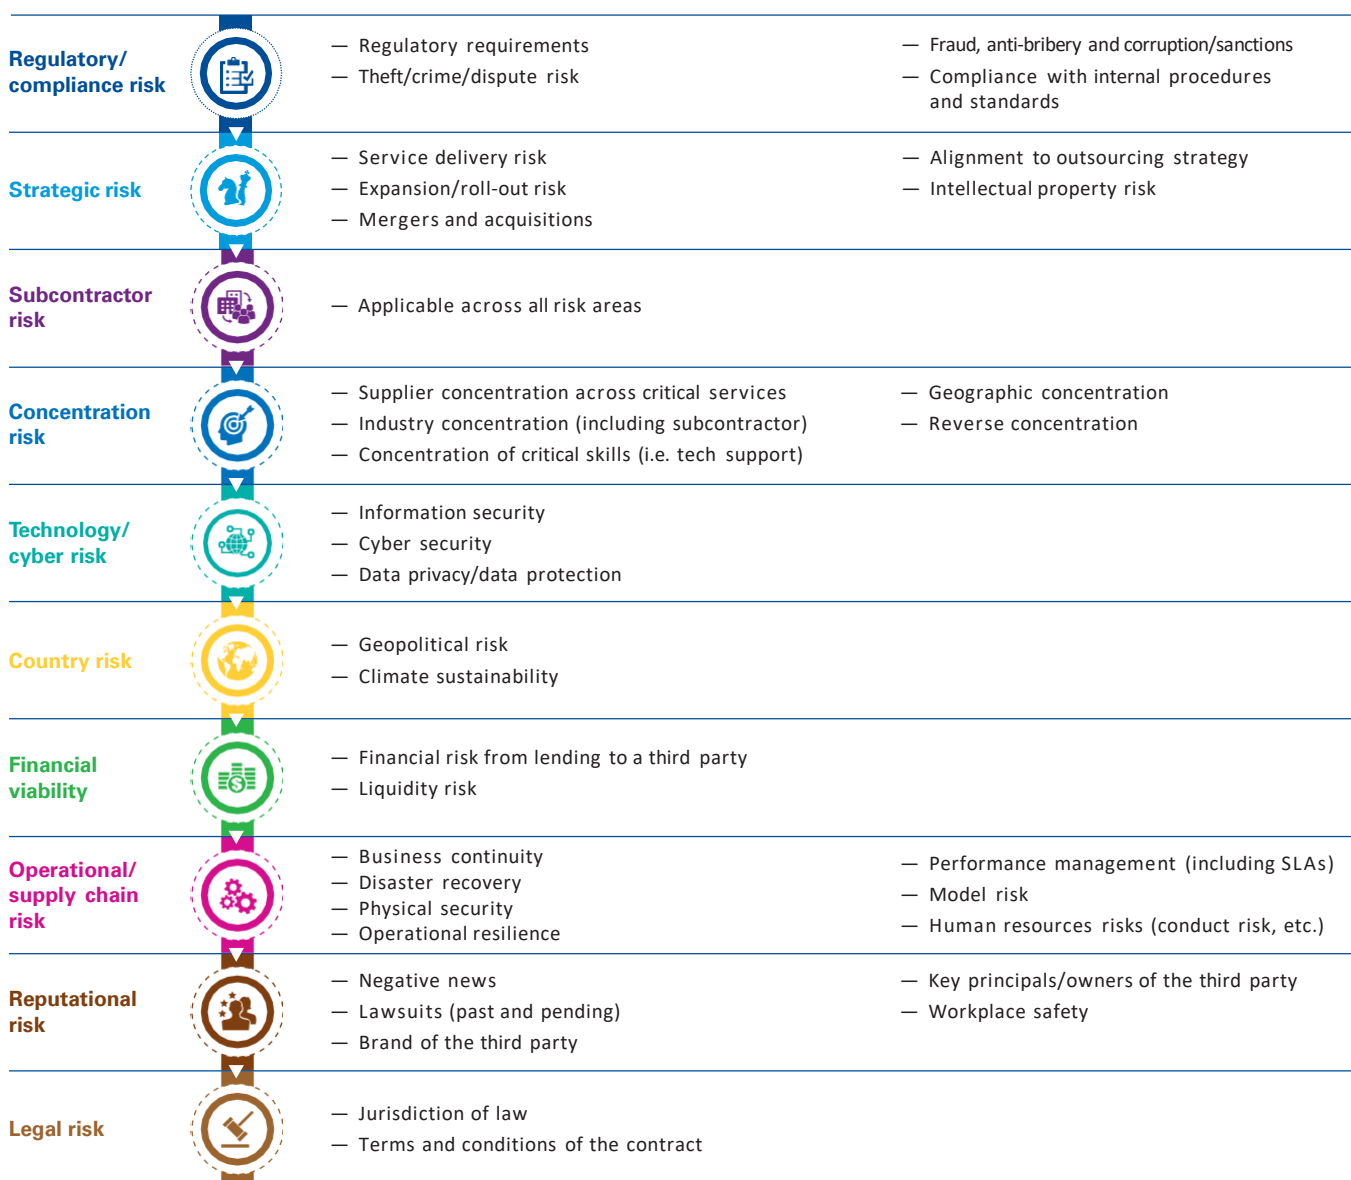 Regulatory/
compliance risk
— Regulatory requirements
— Theft/crime/dispute risk
— Fraud, anti-bribery and corruption/sanctions
— Compliance with internal procedures
and standards
Strategic risk
— Service delivery risk
— Expansion/roll-out risk
— Mergers and acquisitions
— Alignment to outsourcing strategy
— Intellectual property risk
Subcontractor
risk
— Applicable across all risk areas
Concentration
risk
— Supplier concentration across critical services
— Industry concentration (including subcontractor)
— Concentration of critical skills (i.e. tech support)
— Geographic concentration
— Reverse concentration
Technology/
cyber risk
— Information security
— Cyber security
— Data privacy/data protection
Country risk
— Geopolitical risk
— Climate sustainability
Financial
viability
— Financial risk from lending to a third party
— Liquidity risk
Operational/
supply chain
risk
— Business continuity
— Disaster recovery
— Physical security
— Operational resilience
— Performance management (including SLAs)
— Model risk
— Human resources risks (conduct risk, etc.)
Reputational
risk
— Negative news
— Lawsuits (past and pending)
— Brand of the third party
— Key principals/owners of the third party
— Workplace safety
Legal risk
— Jurisdiction of law
— Terms and conditions of the contract